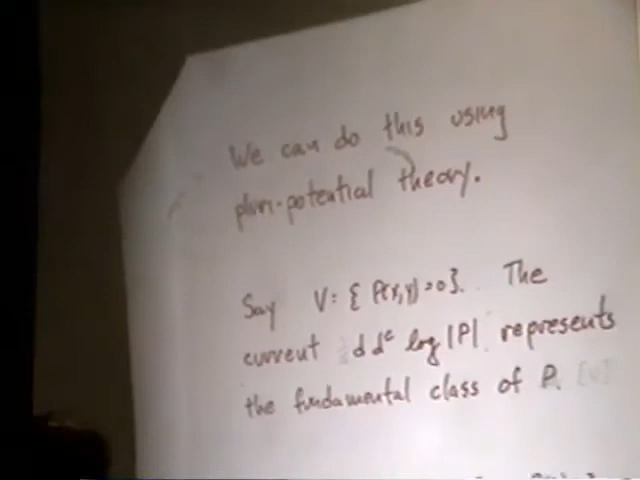 We can do this using
pluri-potential theory.
Say V = { P(x,y)=0}. The
current dd^c log |P| represents
the fundamental class of P.